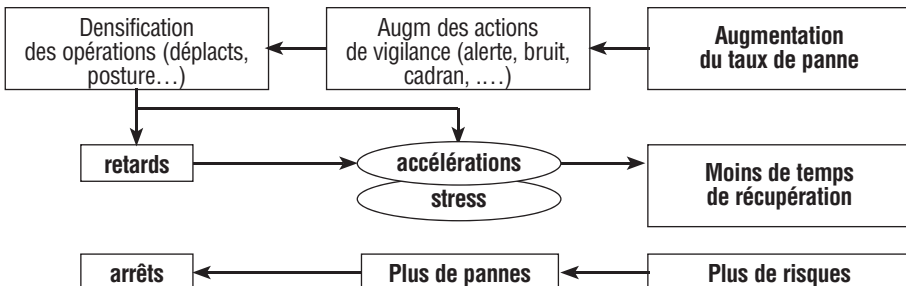 Densification
des opérations (déplacts,
posture…)
Augm des actions
de vigilance (alerte, bruit,
cadran, .…)
Augmentation
du taux de panne
retards
accélérations
stress
Moins de temps
de récupération
arrêts
Plus de pannes
Plus de risques